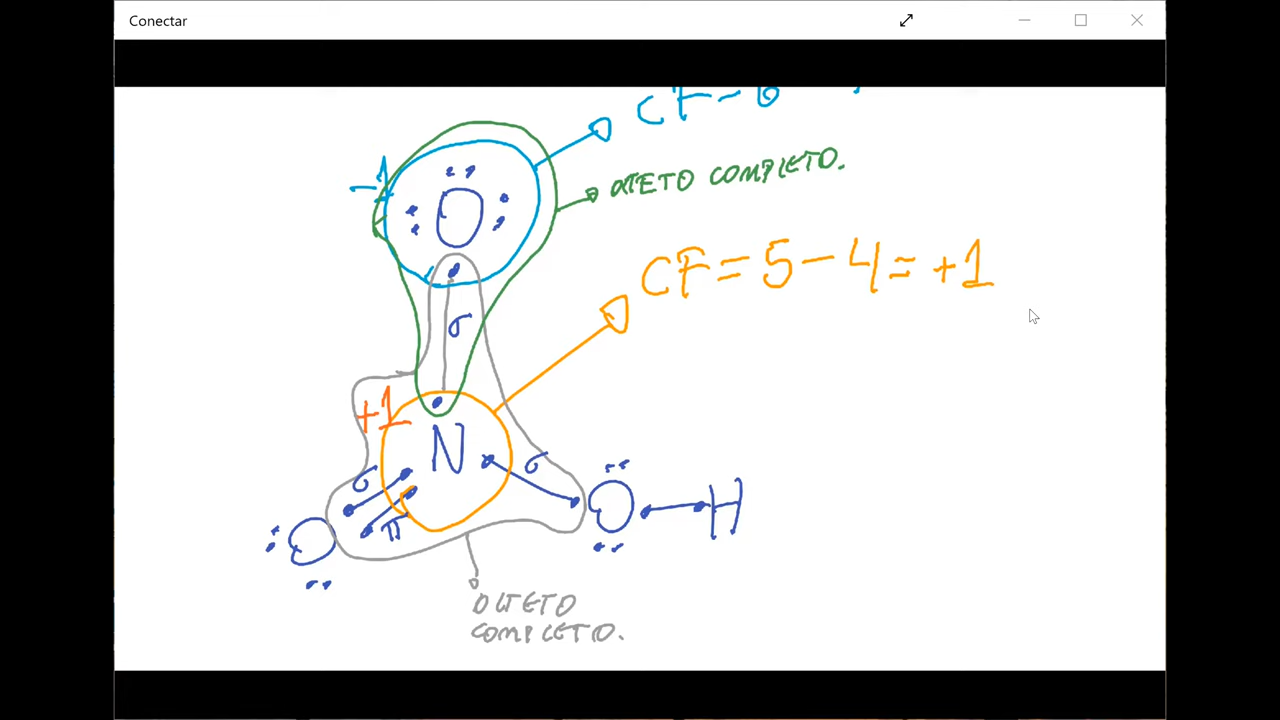 Conectar
CF = 6
-1
OCTETO COMPLETO.
O
CF = 5 - 4 = +1
σ
+1
N
σ
σ
π
O
O
H
OCTETO
COMPLETO.